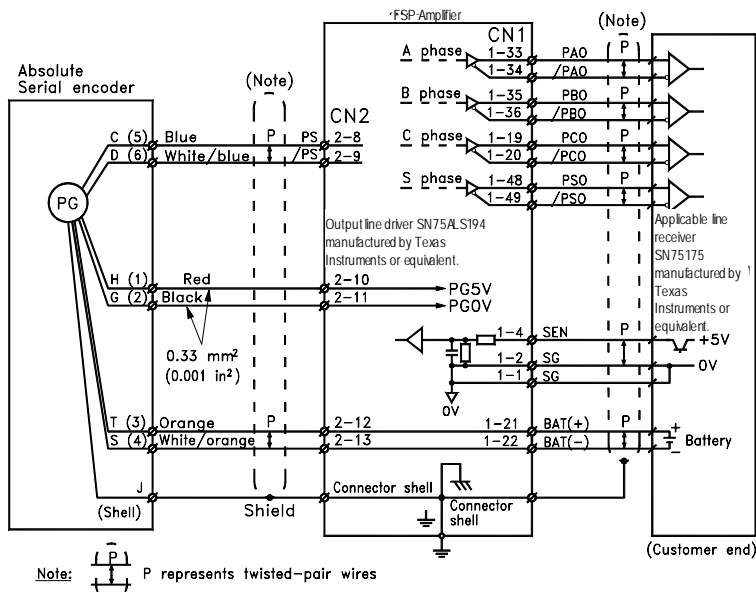 FSP-Amplifier
(Note)
CN1
A phase 1-33 PAO P
1-34 /PAO
Absolute
Serial encoder
(Note)
CN2
B phase 1-35 PBO
1-36 /PBO
C (5) Blue P PS 2-8
D (6) White/blue /PS 2-9
C phase 1-19 PCO
1-20 /PCO
S phase 1-48 PSO
1-49 /PSO
PG
Output line driver SN75ALS194
manufactured by Texas
Instruments or equivalent.
Applicable line
receiver
SN75175
manufactured by
Texas
Instruments or
equivalent.
H (1) Red 2-10 PG5V
G (2) Black 2-11 PG0V
0.33 mm²
(0.001 in²)
1-4 SEN P +5V
1-2 SG 0V
1-1 SG
0V
T (3) Orange P 2-12 1-21 BAT(+) P +
S (4) White/orange 2-13 1-22 BAT(-) - Battery
J
(Shell)
Shield
Connector shell
Connector
shell
(Customer end)
Note: P P represents twisted-pair wires